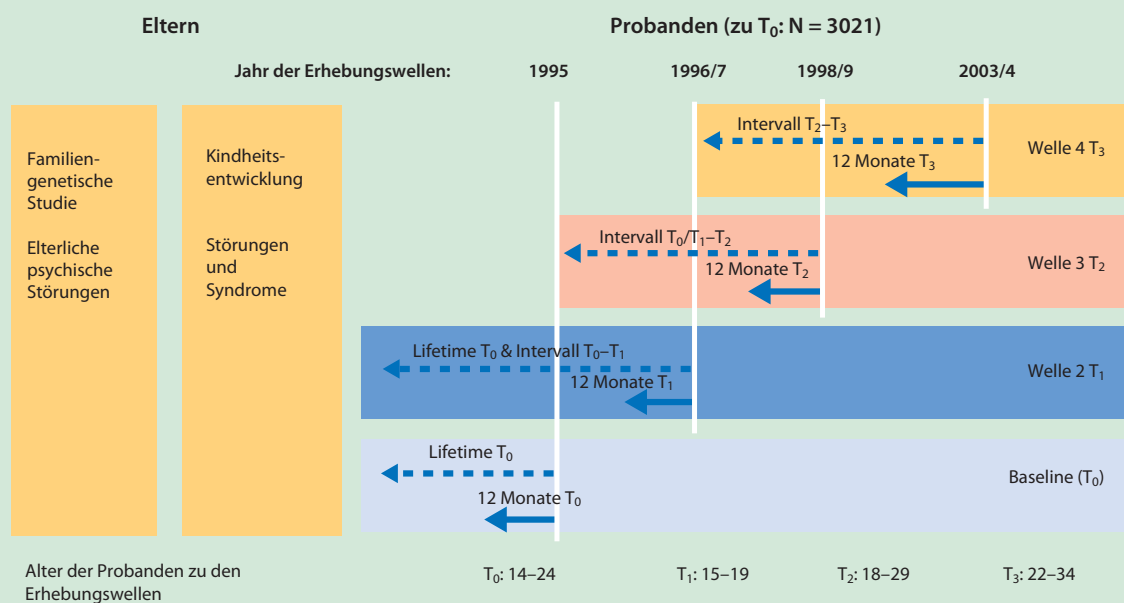 Eltern
Probanden (zu T₀: N = 3021)
Jahr der Erhebungswellen:
1995
1996/7
1998/9
2003/4
Familien-
genetische
Studie
Elterliche
psychische
Störungen
Kindheits-
entwicklung
Störungen
und
Syndrome
Intervall T₂–T₃
12 Monate T₃
Welle 4 T₃
Intervall T₀/T₁–T₂
12 Monate T₂
Welle 3 T₂
Lifetime T₀ & Intervall T₀–T₁
12 Monate T₁
Welle 2 T₁
Lifetime T₀
12 Monate T₀
Baseline (T₀)
Alter der Probanden zu den
Erhebungswellen
T₀: 14–24
T₁: 15–19
T₂: 18–29
T₃: 22–34